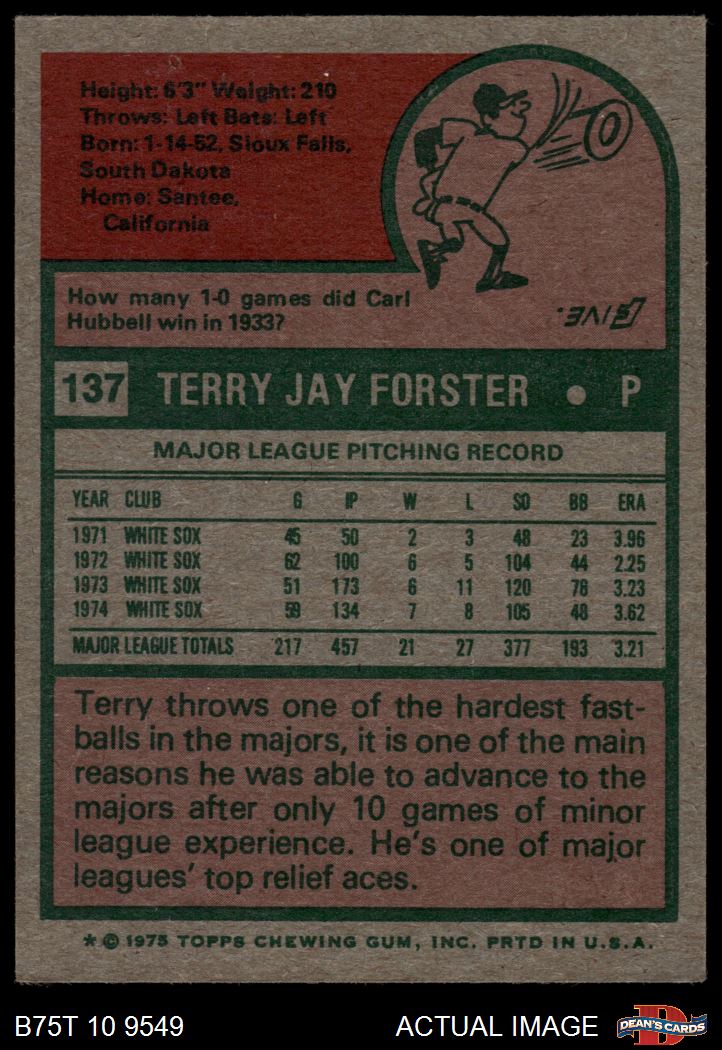 Height: 6'3" Weight: 210
Throws: Left Bats: Left
Born: 1-14-52, Sioux Falls,
South Dakota
Home: Santee,
California
How many 1-0 games did Carl
Hubbell win in 1933?
FIVE.
137 TERRY JAY FORSTER • P
MAJOR LEAGUE PITCHING RECORD
YEAR CLUB G IP W L SO BB ERA
1971 WHITE SOX 45 50 2 3 48 23 3.96
1972 WHITE SOX 62 100 6 5 104 44 2.25
1973 WHITE SOX 51 173 6 11 120 78 3.23
1974 WHITE SOX 59 134 7 8 105 48 3.62
MAJOR LEAGUE TOTALS 217 457 21 27 377 193 3.21
Terry throws one of the hardest fast-
balls in the majors, it is one of the main
reasons he was able to advance to the
majors after only 10 games of minor
league experience. He's one of major
leagues' top relief aces.
* © 1975 TOPPS CHEWING GUM, INC. PRTD IN U.S.A.
B75T 10 9549 ACTUAL IMAGE D DEAN'S CARDS